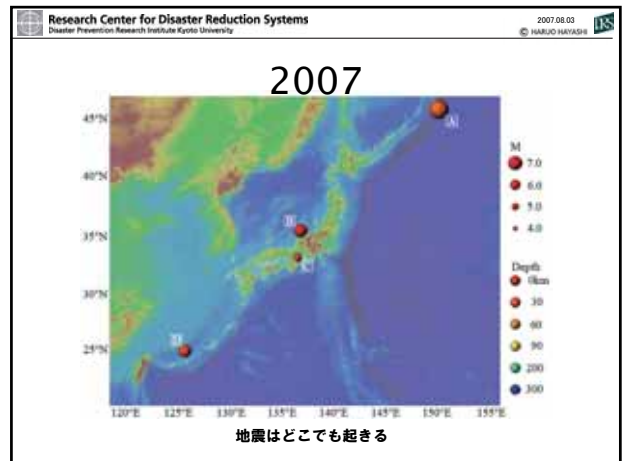 Research Center for Disaster Reduction Systems
Disaster Prevention Research Institute Kyoto University
2007.08.03
© HARUO HAYASHI
IRS
2007
45°N
40°N
35°N
30°N
25°N
120°E 125°E 130°E 135°E 140°E 145°E 150°E 155°E
A
B
C
D
M
7.0
6.0
5.0
4.0
Depth
0km
30
60
90
200
300
地震はどこでも起きる